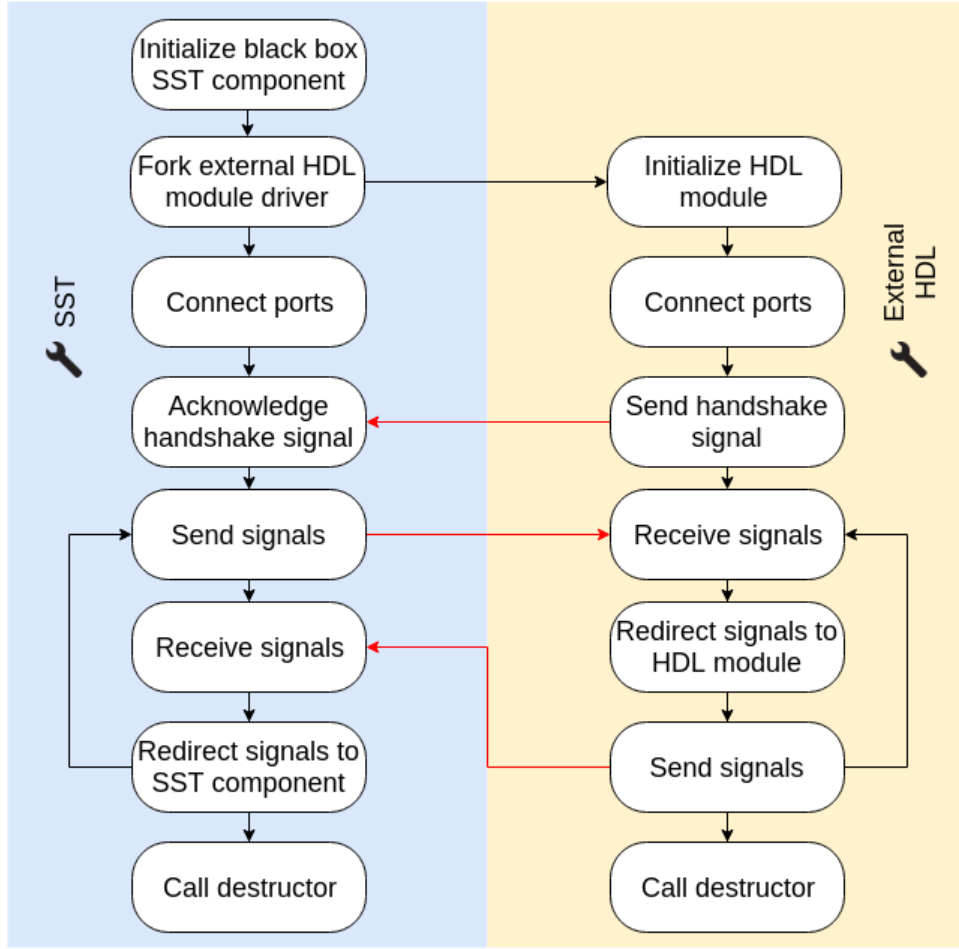 Initialize black box
SST component
Fork external HDL
module driver
Connect ports
Acknowledge
handshake signal
Send signals
Receive signals
Redirect signals to
SST component
Call destructor
SST
Initialize HDL
module
Connect ports
Send handshake
signal
Receive signals
Redirect signals to
HDL module
Send signals
Call destructor
External
HDL